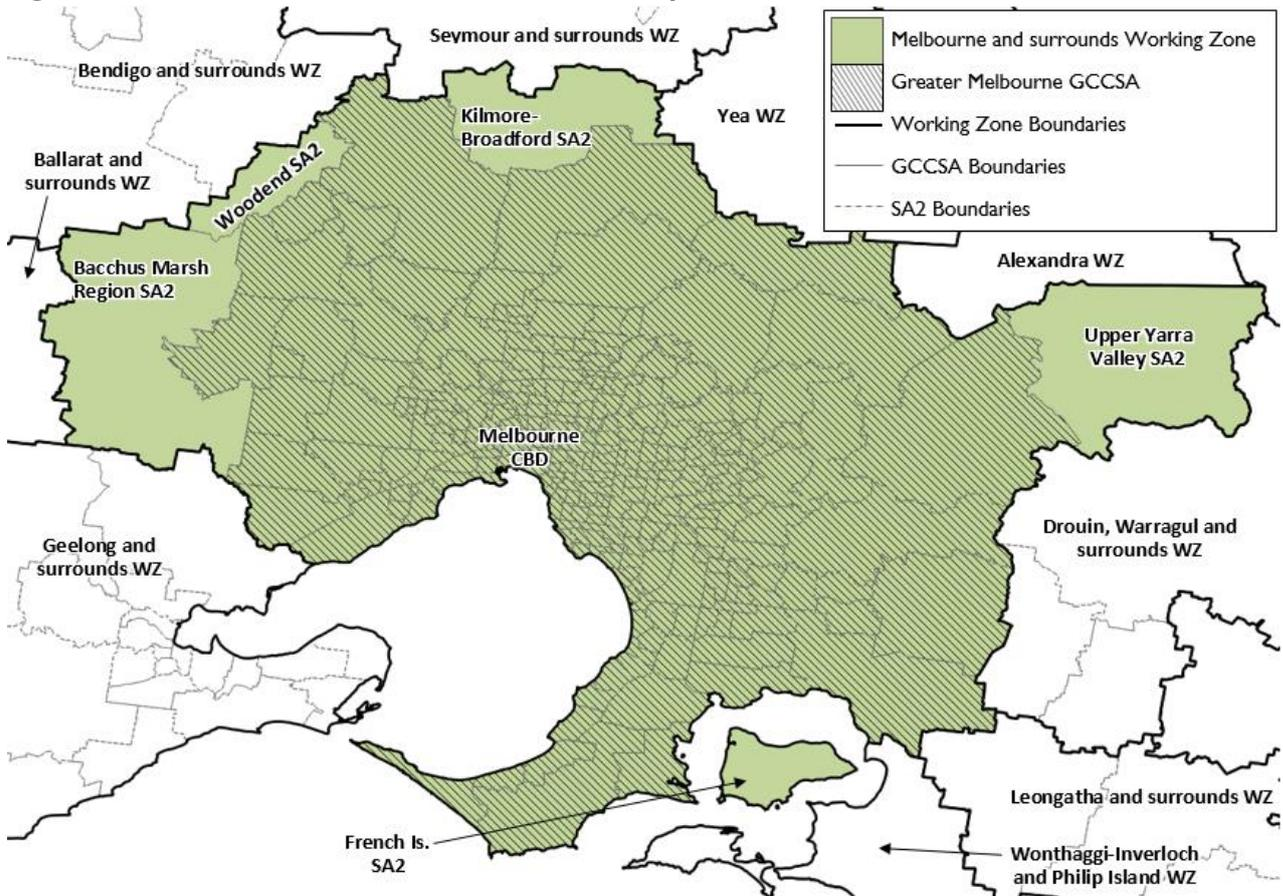 Seymour and surrounds WZ
Bendigo and surrounds WZ
Yea WZ
Kilmore-
Broadford SA2
Ballarat and
surrounds WZ
Woodend SA2
Bacchus Marsh
Region SA2
Melbourne and surrounds Working Zone
Greater Melbourne GCCSA
Working Zone Boundaries
GCCSA Boundaries
SA2 Boundaries
Alexandra WZ
Upper Yarra
Valley SA2
Melbourne
CBD
Geelong and
surrounds WZ
Drouin, Warragul and
surrounds WZ
French Is.
SA2
Leongatha and surrounds WZ
Wonthaggi-Inverloch
and Philip Island WZ